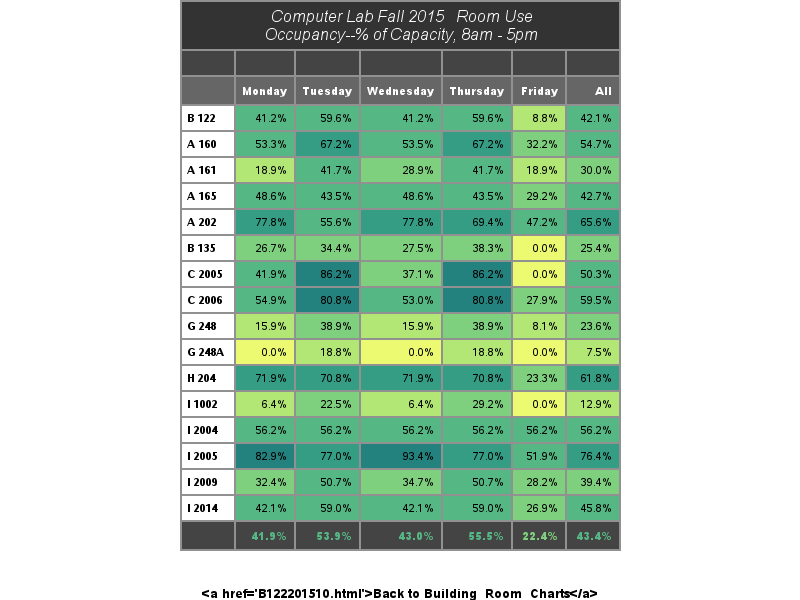 Computer Lab Fall 2015 Room Use
Occupancy--% of Capacity, 8am - 5pm
Monday Tuesday Wednesday Thursday Friday All
B 122 41.2% 59.6% 41.2% 59.6% 8.8% 42.1%
A 160 53.3% 67.2% 53.5% 67.2% 32.2% 54.7%
A 161 18.9% 41.7% 28.9% 41.7% 18.9% 30.0%
A 165 48.6% 43.5% 48.6% 43.5% 29.2% 42.7%
A 202 77.8% 55.6% 77.8% 69.4% 47.2% 65.6%
B 135 26.7% 34.4% 27.5% 38.3% 0.0% 25.4%
C 2005 41.9% 86.2% 37.1% 86.2% 0.0% 50.3%
C 2006 54.9% 80.8% 53.0% 80.8% 27.9% 59.5%
G 248 15.9% 38.9% 15.9% 38.9% 8.1% 23.6%
G 248A 0.0% 18.8% 0.0% 18.8% 0.0% 7.5%
H 204 71.9% 70.8% 71.9% 70.8% 23.3% 61.8%
I 1002 6.4% 22.5% 6.4% 29.2% 0.0% 12.9%
I 2004 56.2% 56.2% 56.2% 56.2% 56.2% 56.2%
I 2005 82.9% 77.0% 93.4% 77.0% 51.9% 76.4%
I 2009 32.4% 50.7% 34.7% 50.7% 28.2% 39.4%
I 2014 42.1% 59.0% 42.1% 59.0% 26.9% 45.8%
41.9% 53.9% 43.0% 55.5% 22.4% 43.4%
<a href='B122201510.html'>Back to Building_Room_Charts</a>